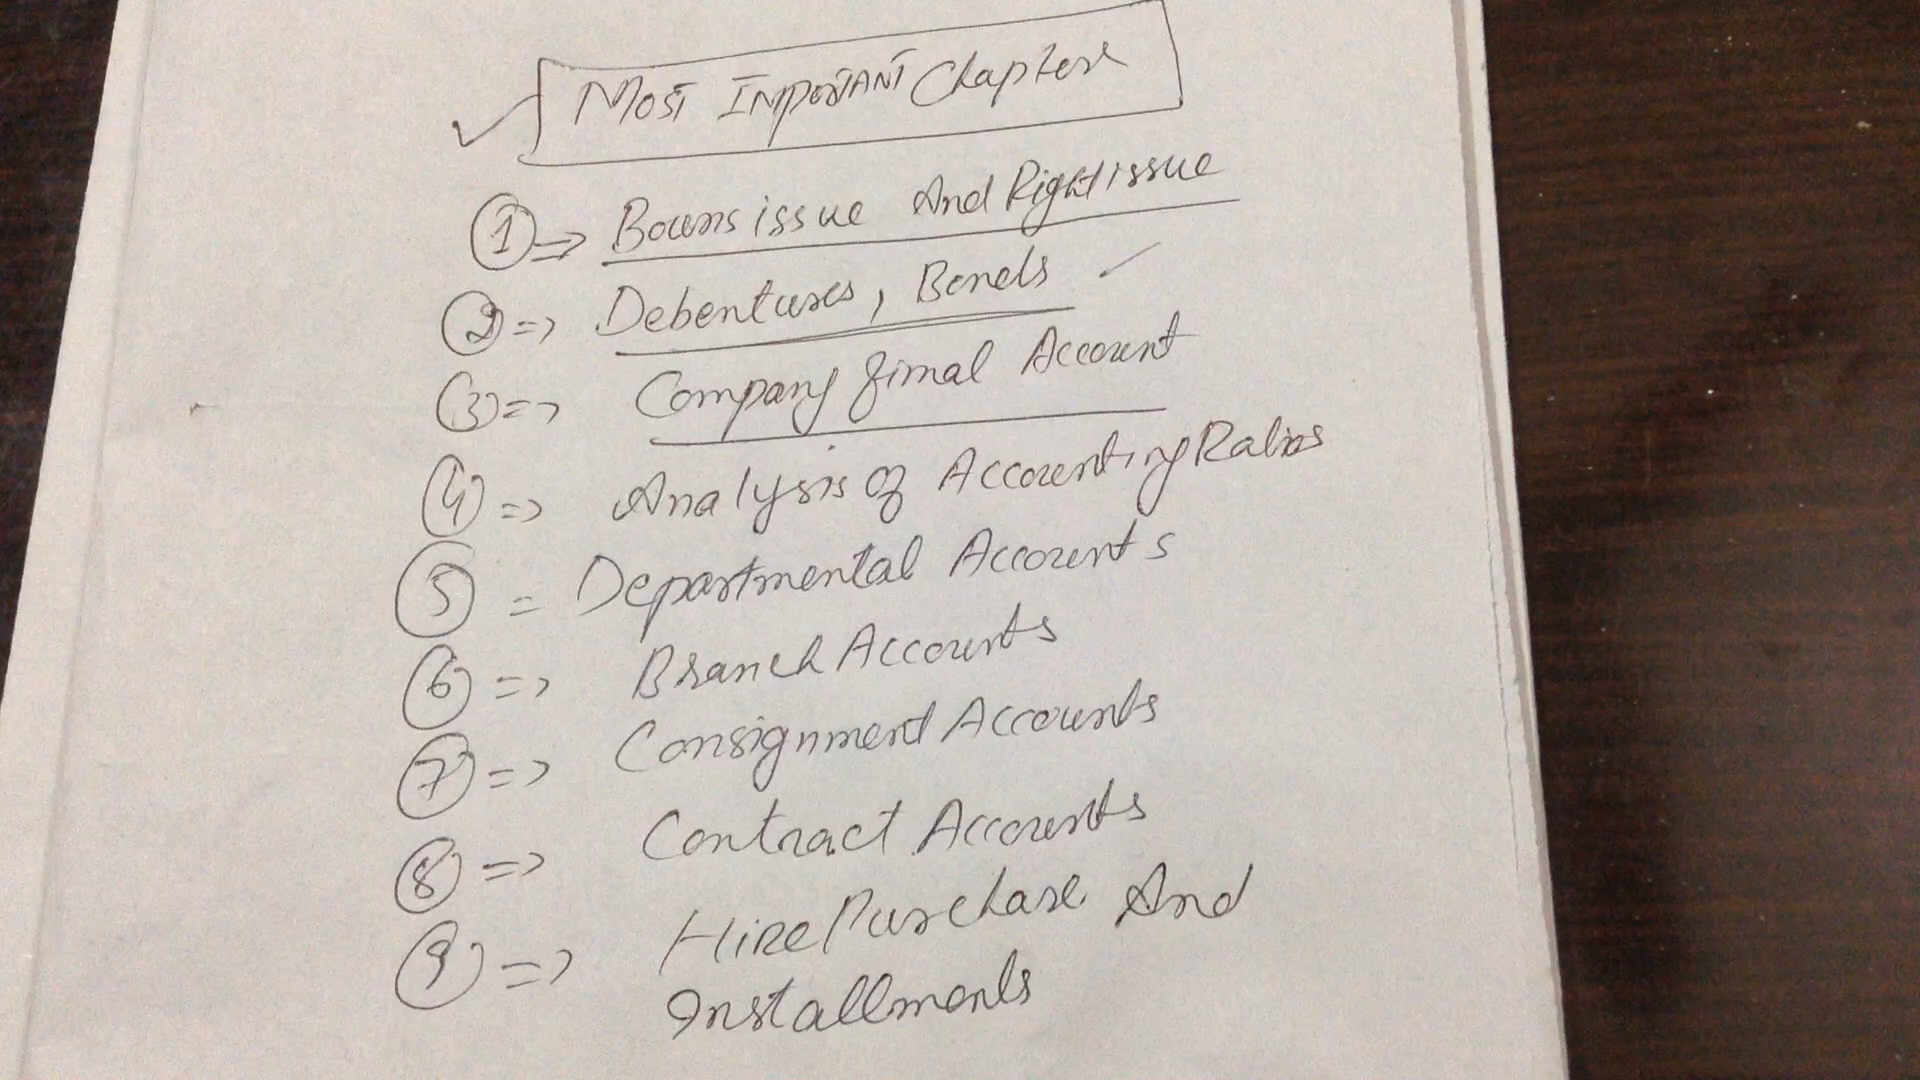 MOST IMPORTANT Chapters
1 => Bouns issue And Right issue
2 => Debentures, Bonds
3 => Company final Account
4 => Analysis of Accounting Ratios
5 = Departmental Accounts
6 => Branch Accounts
7 => Consignment Accounts
8 => Contract Accounts
9 => Hire Purchase And
Installments